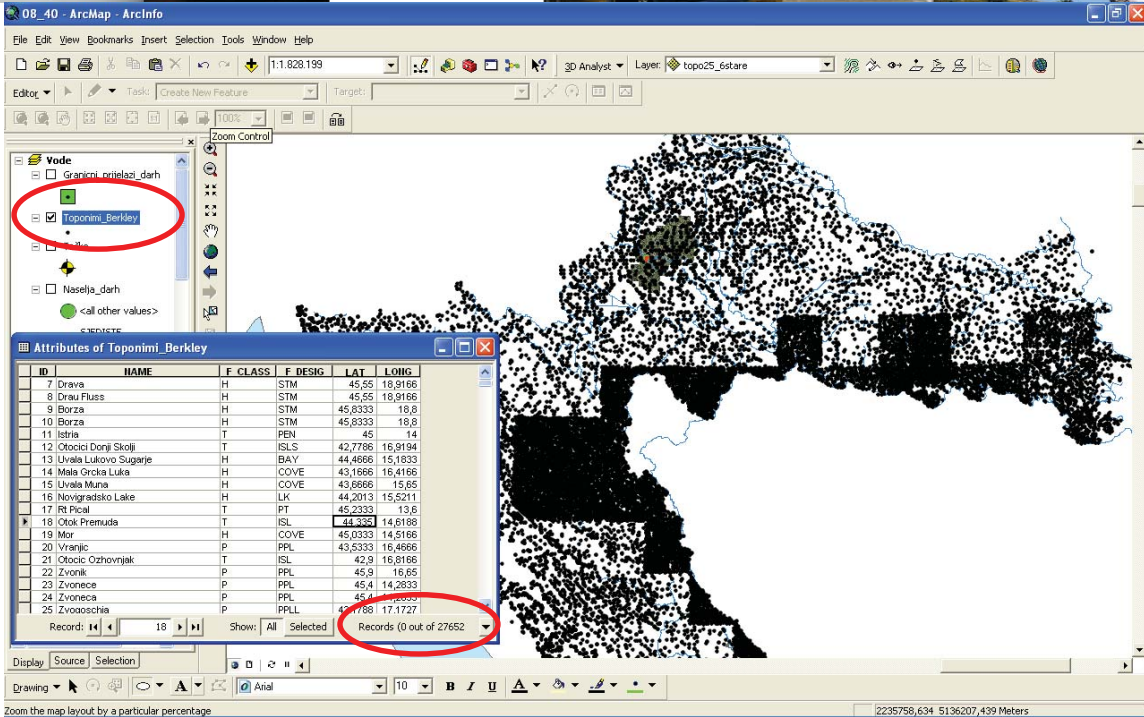 08_40 - ArcMap - ArcInfo
File Edit View Bookmarks Insert Selection Tools Window Help
1:1.828.199 3D Analyst Layer: topo25_6stare
Editor Task: Create New Feature Target:
100%
Zoom Control
Vode
Granicni_prijelazi_darh
Toponimi_Berkley
Naselja_darh
<all other values>
SJEDISTE
Attributes of Toponimi_Berkley
ID NAME F_CLASS F_DESIG LAT LONG
7 Drava H STM 45,55 18,9166
8 Drau Fluss H STM 45,55 18,9166
9 Borza H STM 45,8333 18,8
10 Borza H STM 45,8333 18,8
11 Istria T PEN 45 14
12 Otocici Donji Skolji T ISLS 42,7786 16,9194
13 Uvala Lukovo Sugarje H BAY 44,4666 15,1833
14 Mala Grcka Luka H COVE 43,1666 16,4166
15 Uvala Muna H COVE 43,6666 15,65
16 Novigradsko Lake H LK 44,2013 15,5211
17 Rt Pical T PT 45,2333 13,6
18 Otok Premuda T ISL 44,335 14,6188
19 Mor H COVE 45,0333 14,5166
20 Vranjic P PPL 43,5333 16,4666
21 Otocic Ozhovnjak T ISL 42,9 16,8166
22 Zvonik P PPL 45,9 16,65
23 Zvonece P PPL 45,4 14,2833
24 Zvoneca P PPL 45,4
25 Zvogoschia P PPLL 17,1727
Record: 18 Show: All Selected Records (0 out of 27652
Display Source Selection
Drawing A Arial 10 B I U A
Zoom the map layout by a particular percentage 2235758,634 5136207,439 Meters